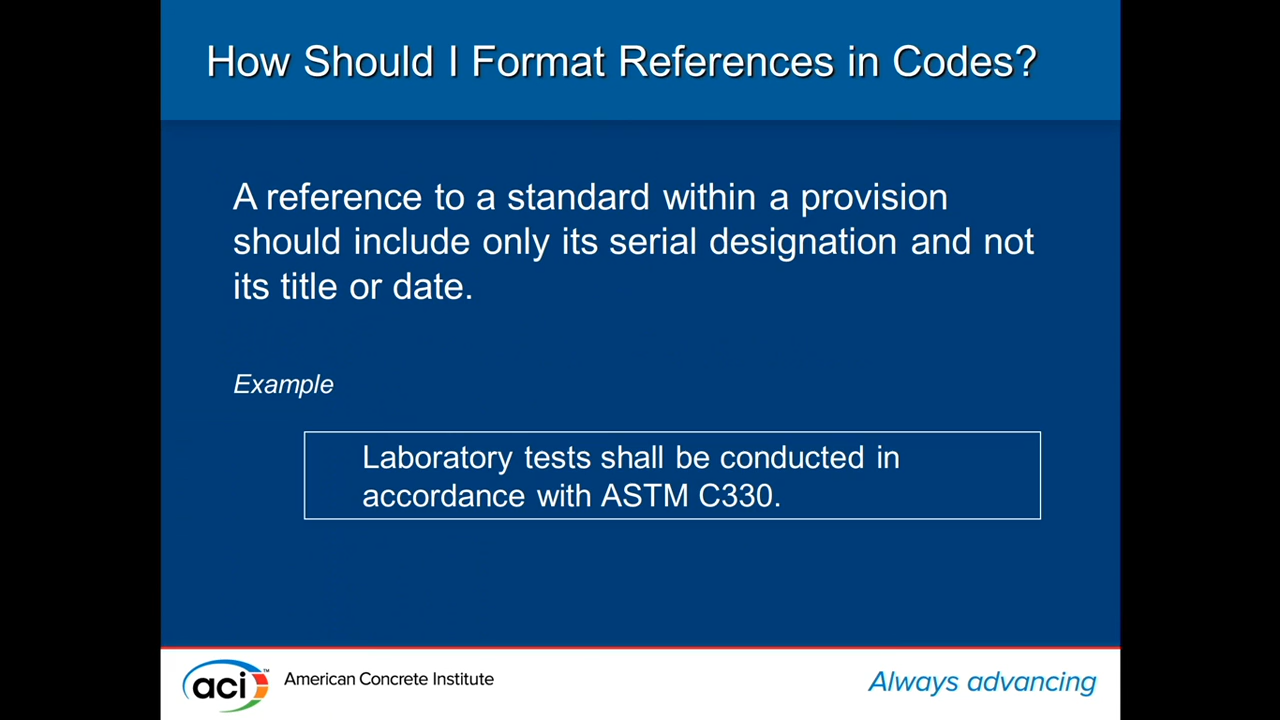 How Should I Format References in Codes?
A reference to a standard within a provision
should include only its serial designation and not
its title or date.
Example
Laboratory tests shall be conducted in
accordance with ASTM C330.
aci™ American Concrete Institute
Always advancing